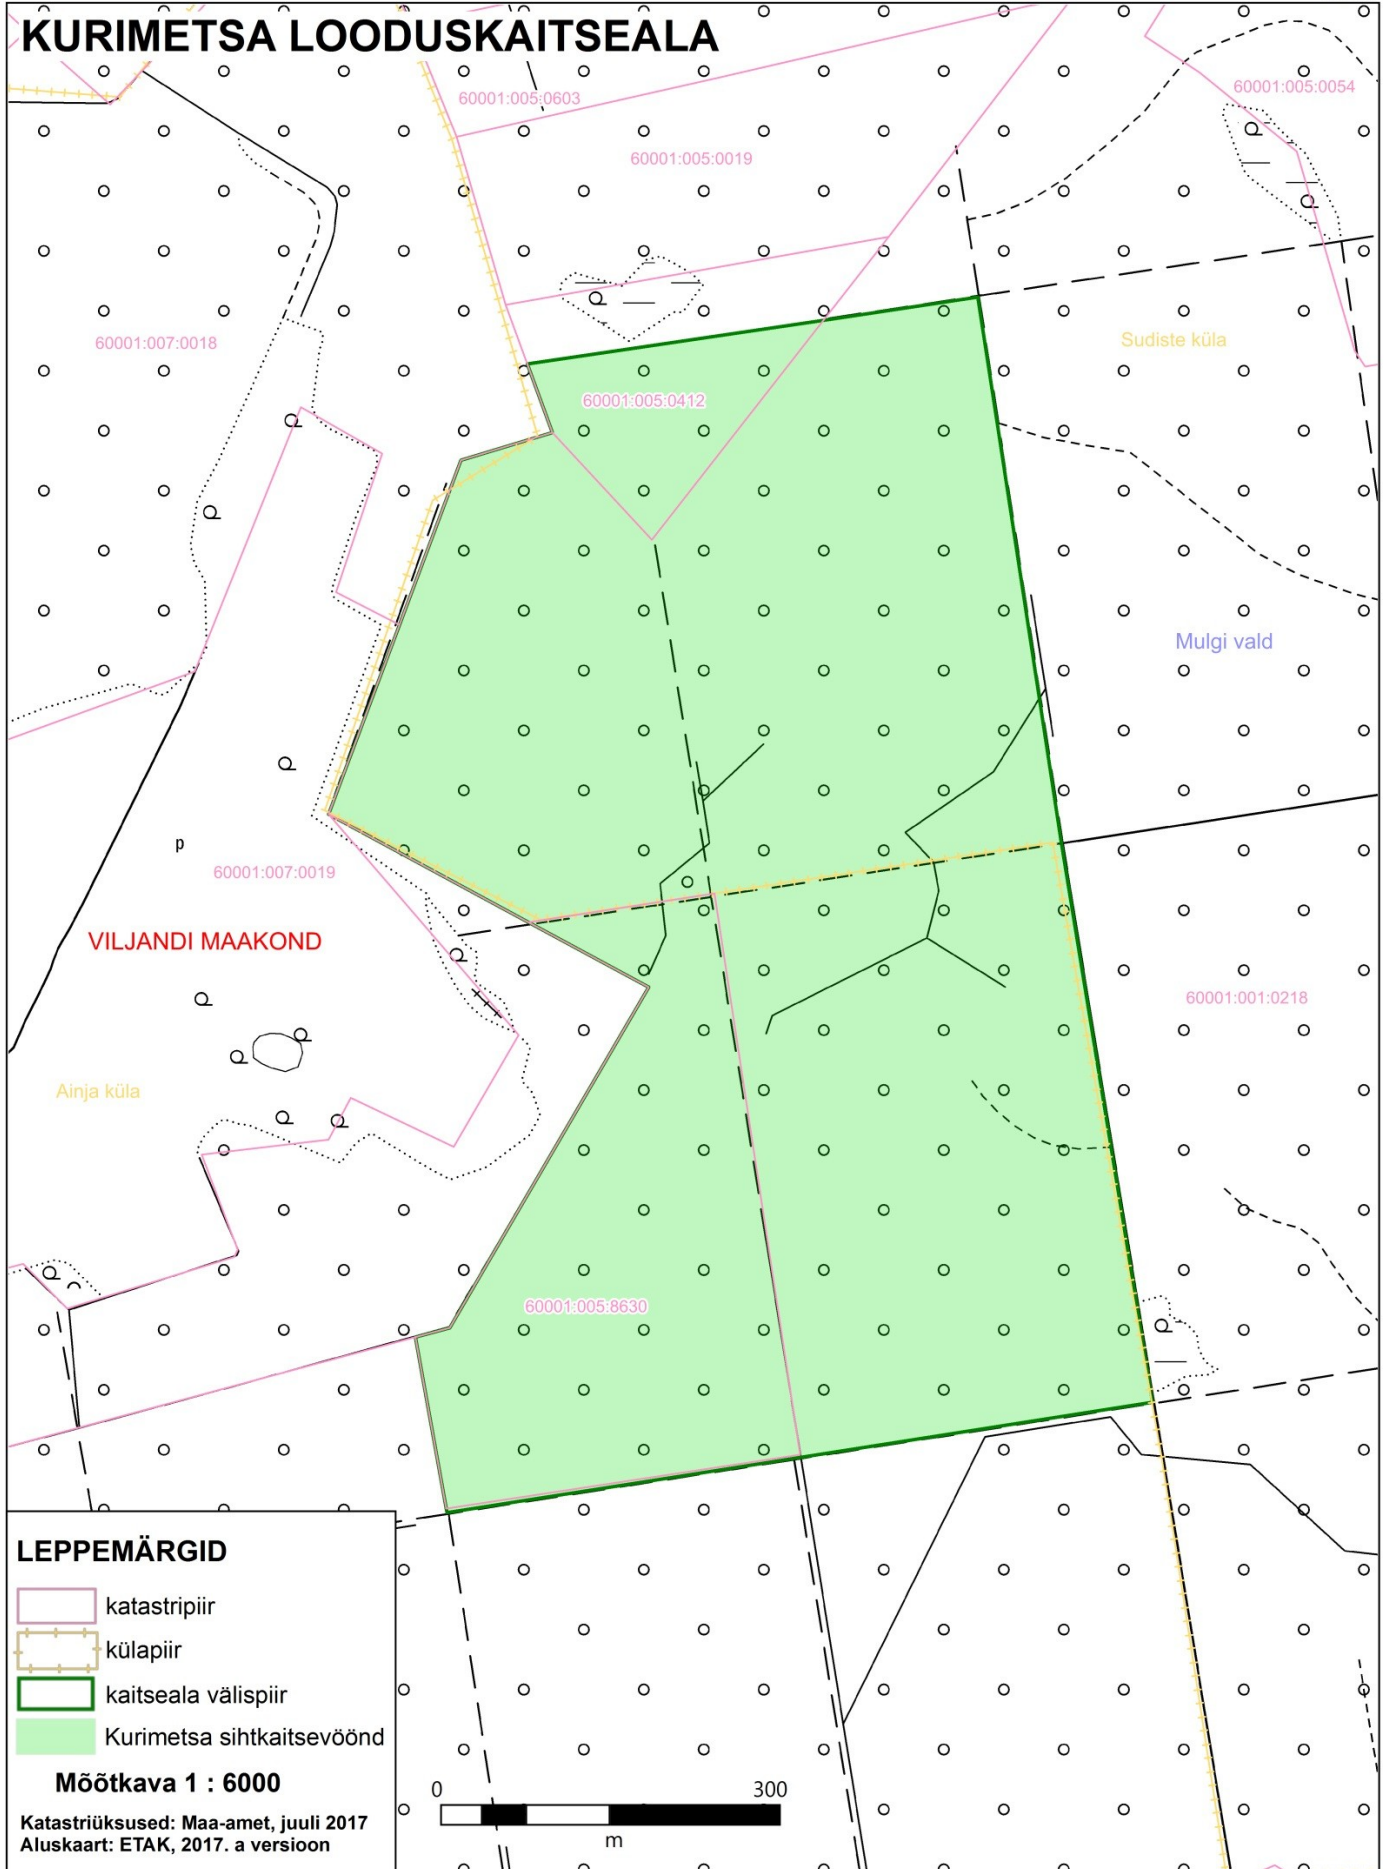 KURIMETSA LOODUSKAITSEALA
60001:005:0054
60001:005:0603
60001:005:0019
60001:007:0018
Sudiste küla
60001:005:0412
Mulgi vald
p
60001:007:0019
VILJANDI MAAKOND
60001:001:0218
Ainja küla
60001:005:8630
LEPPEMÄRGID
katastripiir
külapiir
kaitseala välispiir
Kurimetsa sihtkaitsevöönd
Mõõtkava 1 : 6000
0 300
m
Katastriüksused: Maa-amet, juuli 2017
Aluskaart: ETAK, 2017. a versioon